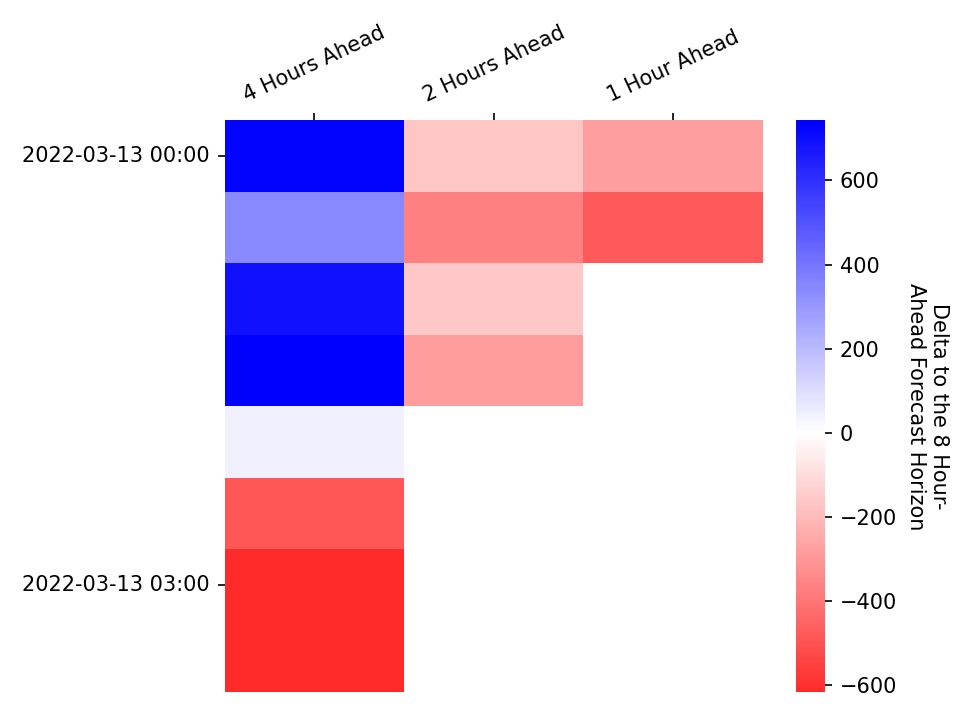 4 Hours Ahead
2 Hours Ahead
1 Hour Ahead
2022-03-13 00:00
2022-03-13 03:00
600
400
200
0
−200
−400
−600
Delta to the 8 Hour-
Ahead Forecast Horizon